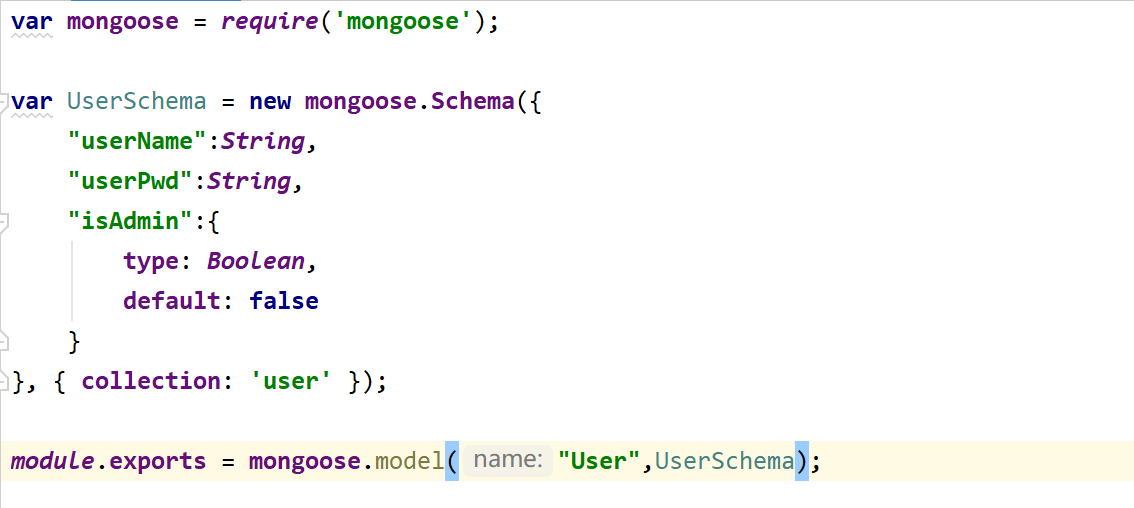 var mongoose = require('mongoose');
var UserSchema = new mongoose.Schema({
"userName":String,
"userPwd":String,
"isAdmin":{
type: Boolean,
default: false
}
}, { collection: 'user' });
module.exports = mongoose.model( name: "User",UserSchema);